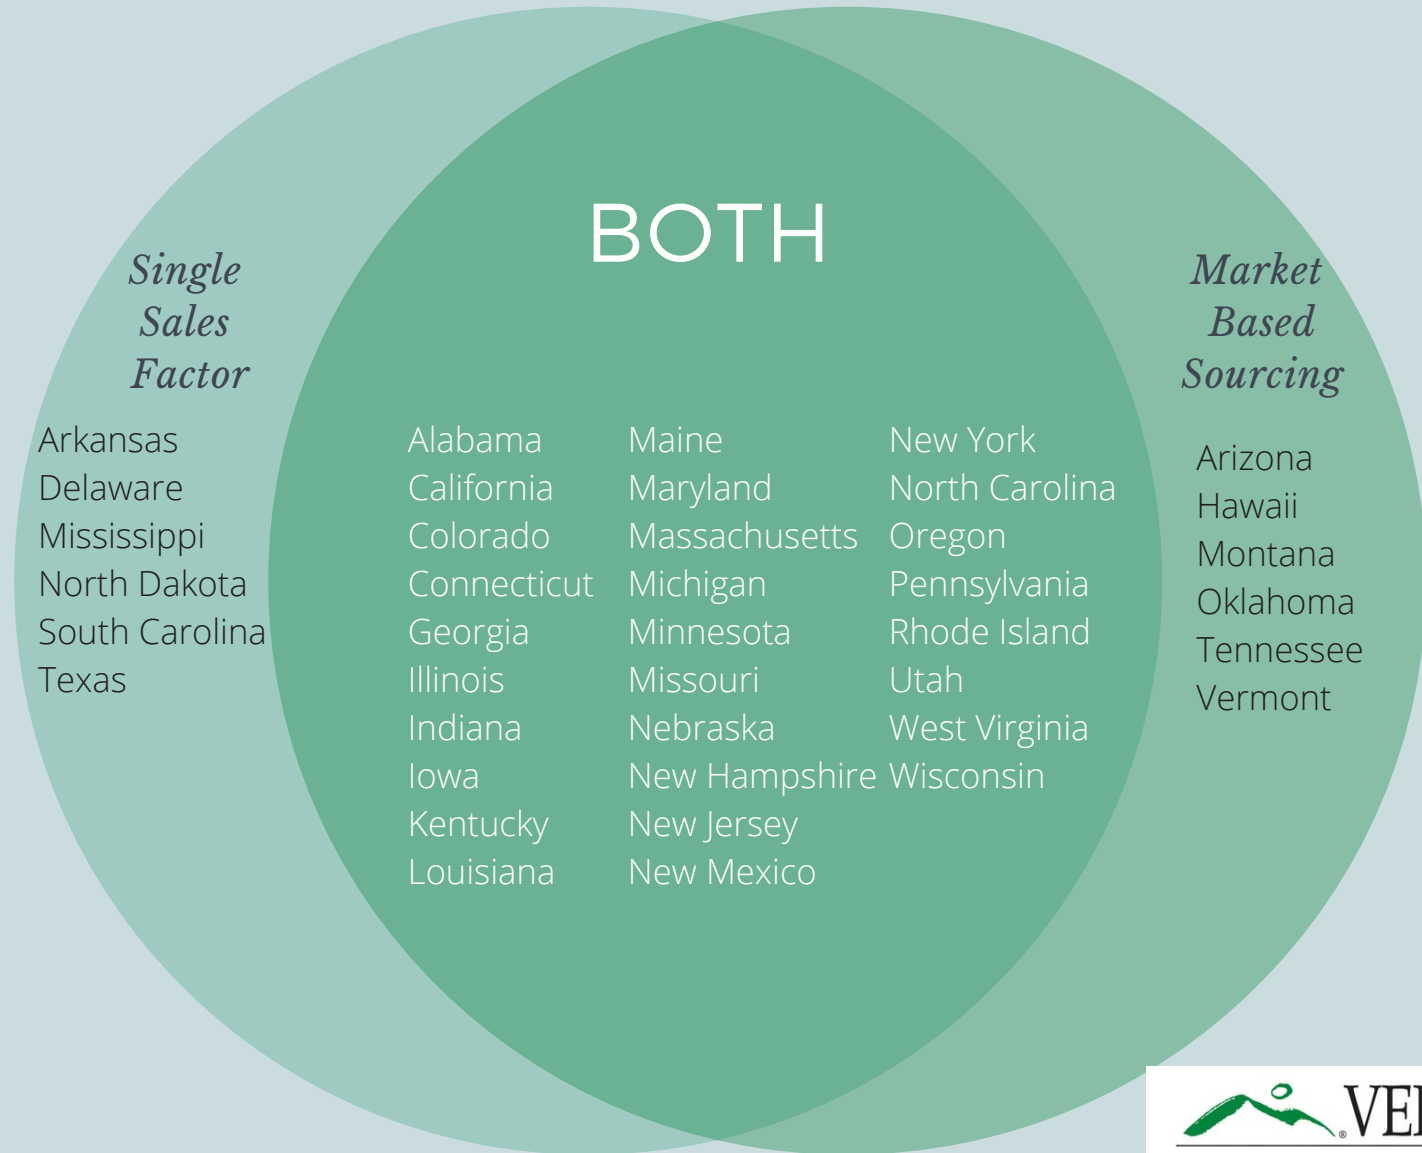 BOTH
Single
Sales
Factor
Arkansas
Delaware
Mississippi
North Dakota
South Carolina
Texas
Alabama
California
Colorado
Connecticut
Georgia
Illinois
Indiana
Iowa
Kentucky
Louisiana
Maine
Maryland
Massachusetts
Michigan
Minnesota
Missouri
Nebraska
New Hampshire
New Jersey
New Mexico
New York
North Carolina
Oregon
Pennsylvania
Rhode Island
Utah
West Virginia
Wisconsin
Market
Based
Sourcing
Arizona
Hawaii
Montana
Oklahoma
Tennessee
Vermont